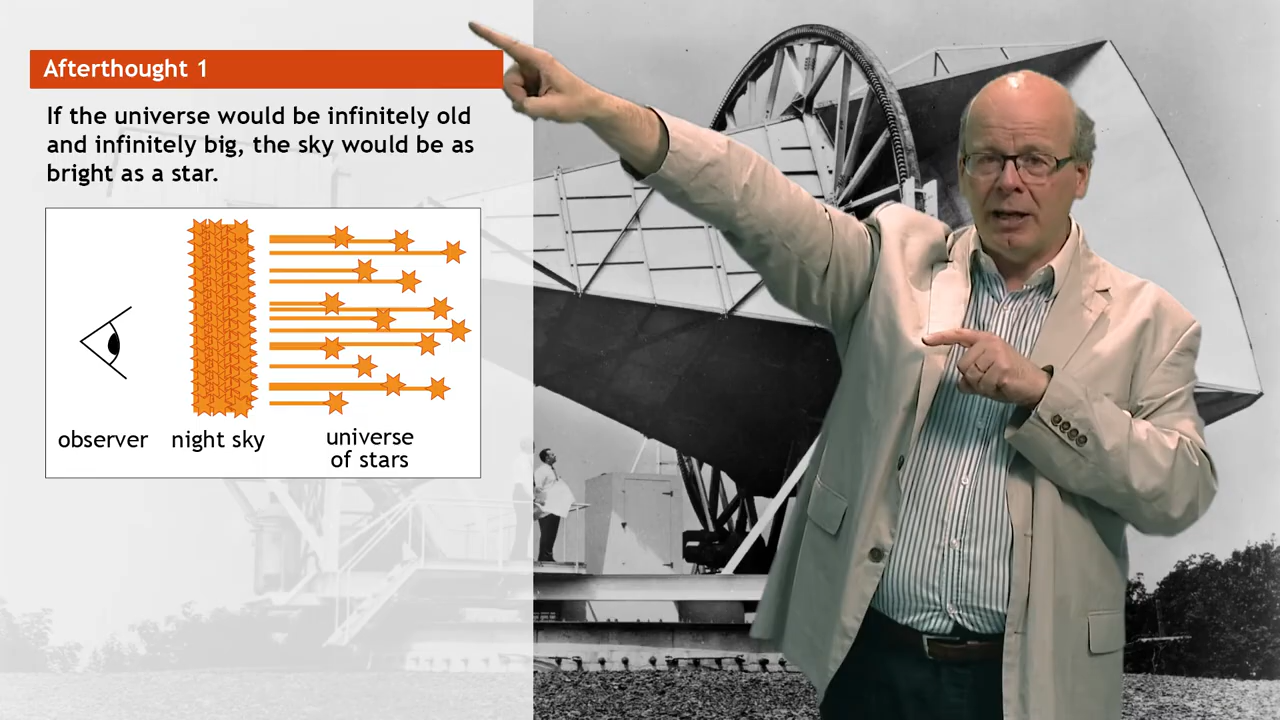 Afterthought 1
If the universe would be infinitely old
and infinitely big, the sky would be as
bright as a star.
observer
night sky
universe
of stars